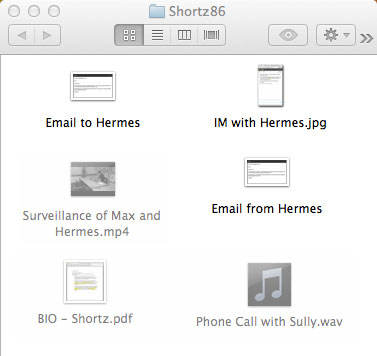 Shortz86
Email to Hermes
IM with Hermes.jpg
Surveillance of Max and
Hermes.mp4
Email from Hermes
BIO - Shortz.pdf
Phone Call with Sully.wav